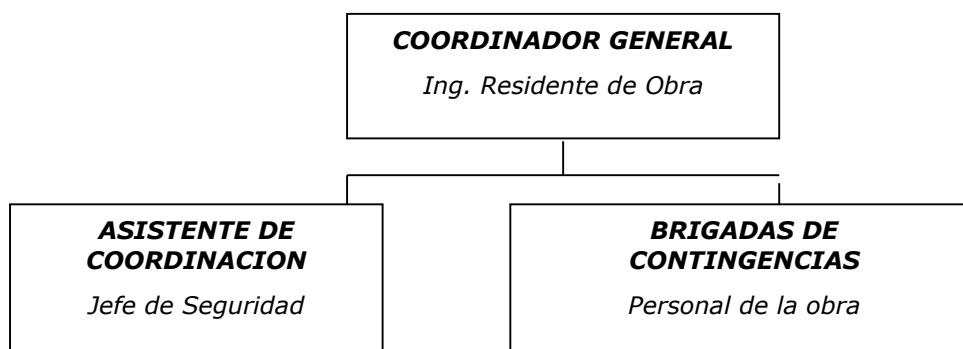 COORDINADOR GENERAL
Ing. Residente de Obra
ASISTENTE DE
COORDINACION
Jefe de Seguridad
BRIGADAS DE
CONTINGENCIAS
Personal de la obra